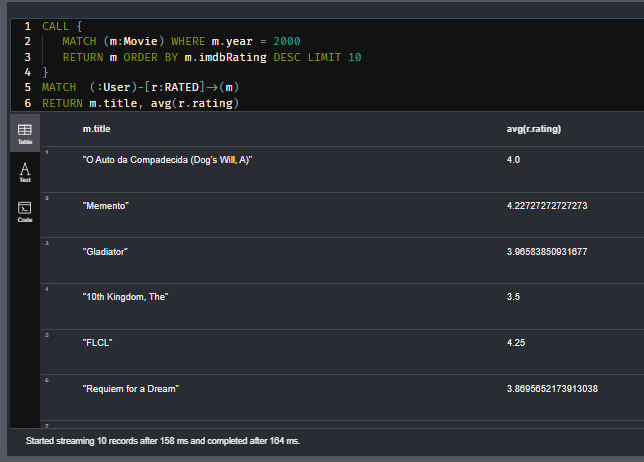 1 CALL {
2 MATCH (m:Movie) WHERE m.year = 2000
3 RETURN m ORDER BY m.imdbRating DESC LIMIT 10
4 }
5 MATCH (:User)-[r:RATED]→(m)
6 RETURN m.title, avg(r.rating)
Table
Text
Code
m.title avg(r.rating)
1 "O Auto da Compadecida (Dog's Will, A)" 4.0
2 "Memento" 4.22727272727273
3 "Gladiator" 3.96583850931677
4 "10th Kingdom, The" 3.5
5 "FLCL" 4.25
6 "Requiem for a Dream" 3.8695652173913038
7
Started streaming 10 records after 158 ms and completed after 164 ms.